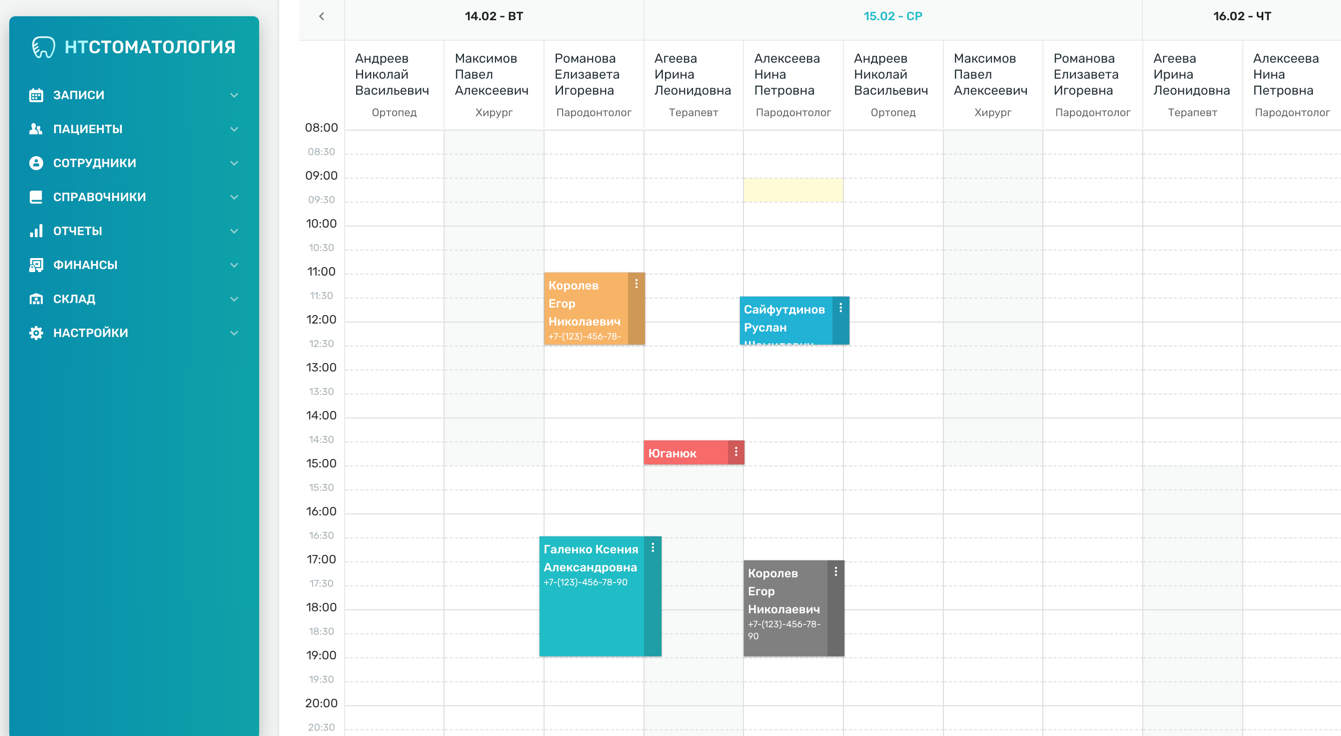 14.02 - ВТ
15.02 - СР
16.02 - ЧТ
НТСТОМАТОЛОГИЯ
ЗАПИСИ
ПАЦИЕНТЫ
СОТРУДНИКИ
СПРАВОЧНИКИ
ОТЧЕТЫ
ФИНАНСЫ
СКЛАД
НАСТРОЙКИ
Андреев
Николай
Васильевич
Ортопед
Максимов
Павел
Алексеевич
Хирург
Романова
Елизавета
Игоревна
Пародонтолог
Агеева
Ирина
Леонидовна
Терапевт
Алексеева
Нина
Петровна
Пародонтолог
Андреев
Николай
Васильевич
Ортопед
Максимов
Павел
Алексеевич
Хирург
Романова
Елизавета
Игоревна
Пародонтолог
Агеева
Ирина
Леонидовна
Терапевт
Алексеева
Нина
Петровна
Пародонтолог
08:00
08:30
09:00
09:30
10:00
10:30
11:00
11:30
12:00
12:30
13:00
13:30
14:00
14:30
15:00
15:30
16:00
16:30
17:00
17:30
18:00
18:30
19:00
19:30
20:00
20:30
Королев
Егор
Николаевич
+7-(123)-456-78-
Сайфутдинов
Руслан
Юганюк
Галенко Ксения
Александровна
+7-(123)-456-78-90
Королев
Егор
Николаевич
+7-(123)-456-78-
90